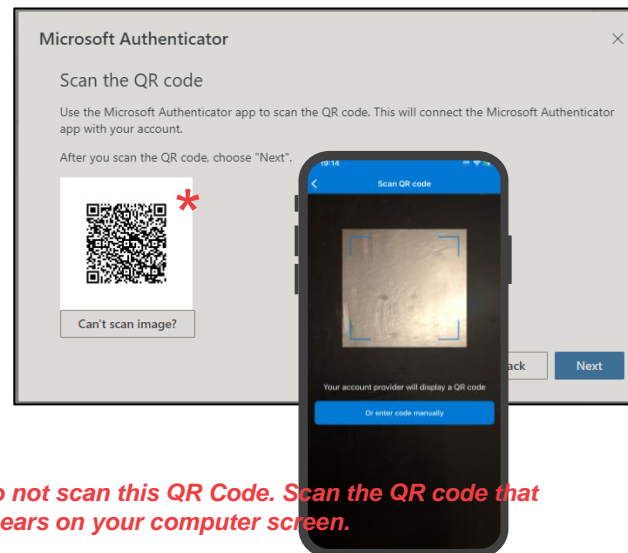 Microsoft Authenticator
Scan the QR code
Use the Microsoft Authenticator app to scan the QR code. This will connect the Microsoft Authenticator
app with your account.
After you scan the QR code, choose "Next".
*
19:14
Scan QR code
Can't scan image?
ack
Next
Your account provider will display a QR code
Or enter code manually
o not scan this QR Code. Scan the QR code that
ears on your computer screen.